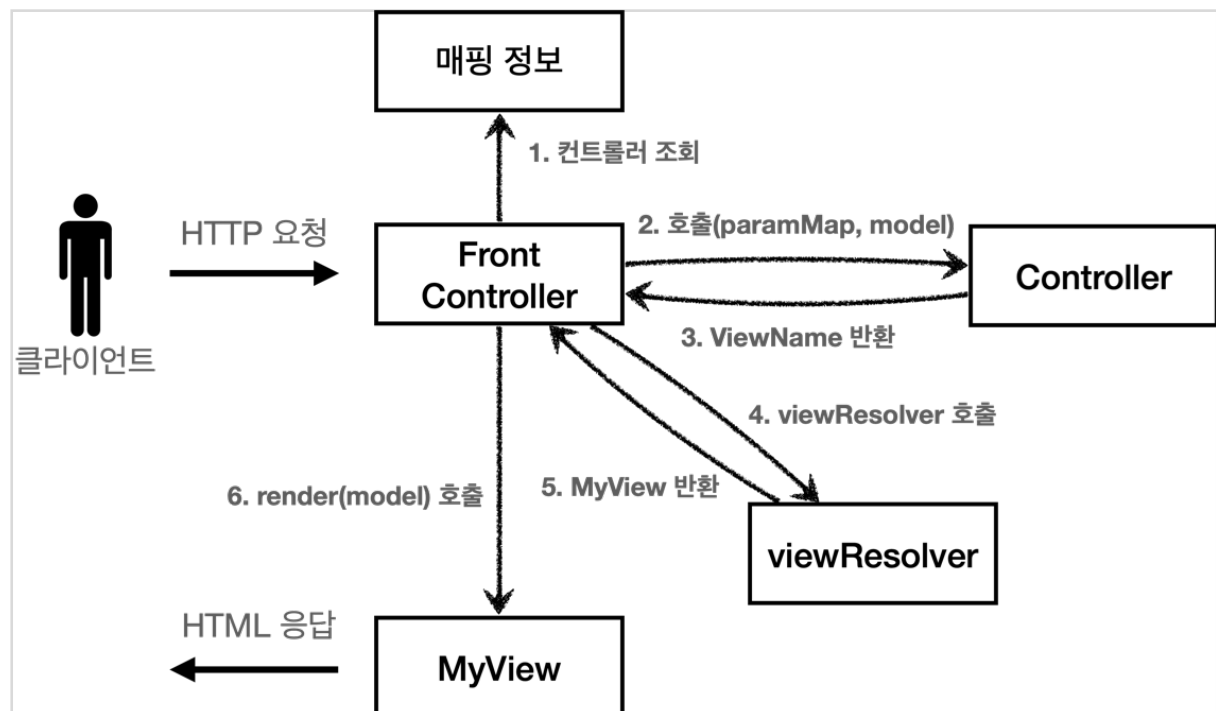 매핑 정보
1. 컨트롤러 조회
HTTP 요청
Front
Controller
2. 호출(paramMap, model)
Controller
3. ViewName 반환
클라이언트
4. viewResolver 호출
5. MyView 반환
6. render(model) 호출
viewResolver
HTML 응답
MyView